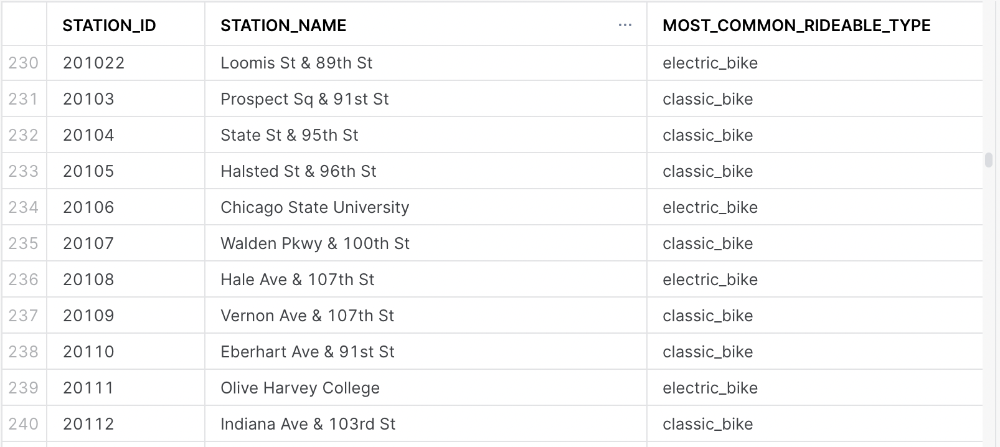 STATION_ID STATION_NAME ... MOST_COMMON_RIDEABLE_TYPE
230 201022 Loomis St & 89th St electric_bike
231 20103 Prospect Sq & 91st St classic_bike
232 20104 State St & 95th St classic_bike
233 20105 Halsted St & 96th St classic_bike
234 20106 Chicago State University electric_bike
235 20107 Walden Pkwy & 100th St classic_bike
236 20108 Hale Ave & 107th St electric_bike
237 20109 Vernon Ave & 107th St classic_bike
238 20110 Eberhart Ave & 91st St classic_bike
239 20111 Olive Harvey College electric_bike
240 20112 Indiana Ave & 103rd St classic_bike